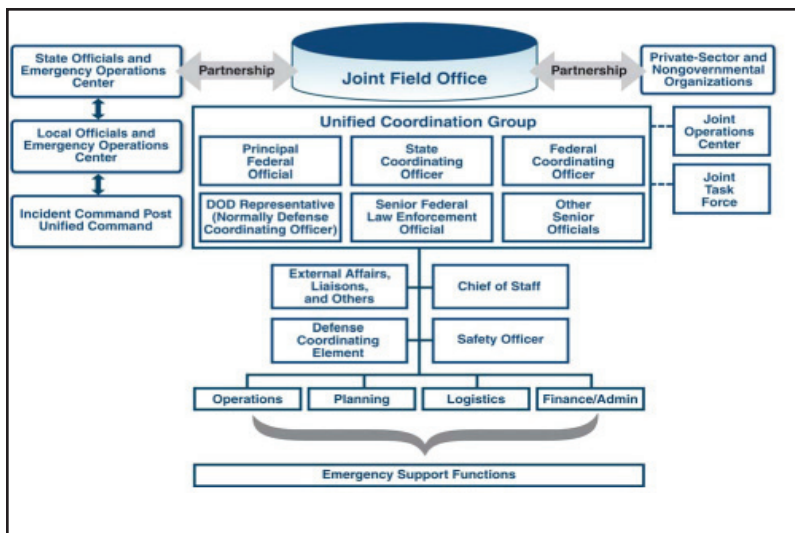 State Officials and
Emergency Operations
Center
Partnership
Joint Field Office
Partnership
Private-Sector and
Nongovernmental
Organizations
Local Officials and
Emergency Operations
Center
Incident Command Post
Unified Command
Unified Coordination Group
Principal
Federal
Official
State
Coordinating
Officer
Federal
Coordinating
Officer
DOD Representative
(Normally Defense
Coordinating Officer)
Senior Federal
Law Enforcement
Official
Other
Senior
Officials
Joint
Operations
Center
Joint
Task
Force
External Affairs,
Liaisons,
and Others
Chief of Staff
Defense
Coordinating
Element
Safety Officer
Operations
Planning
Logistics
Finance/Admin
Emergency Support Functions